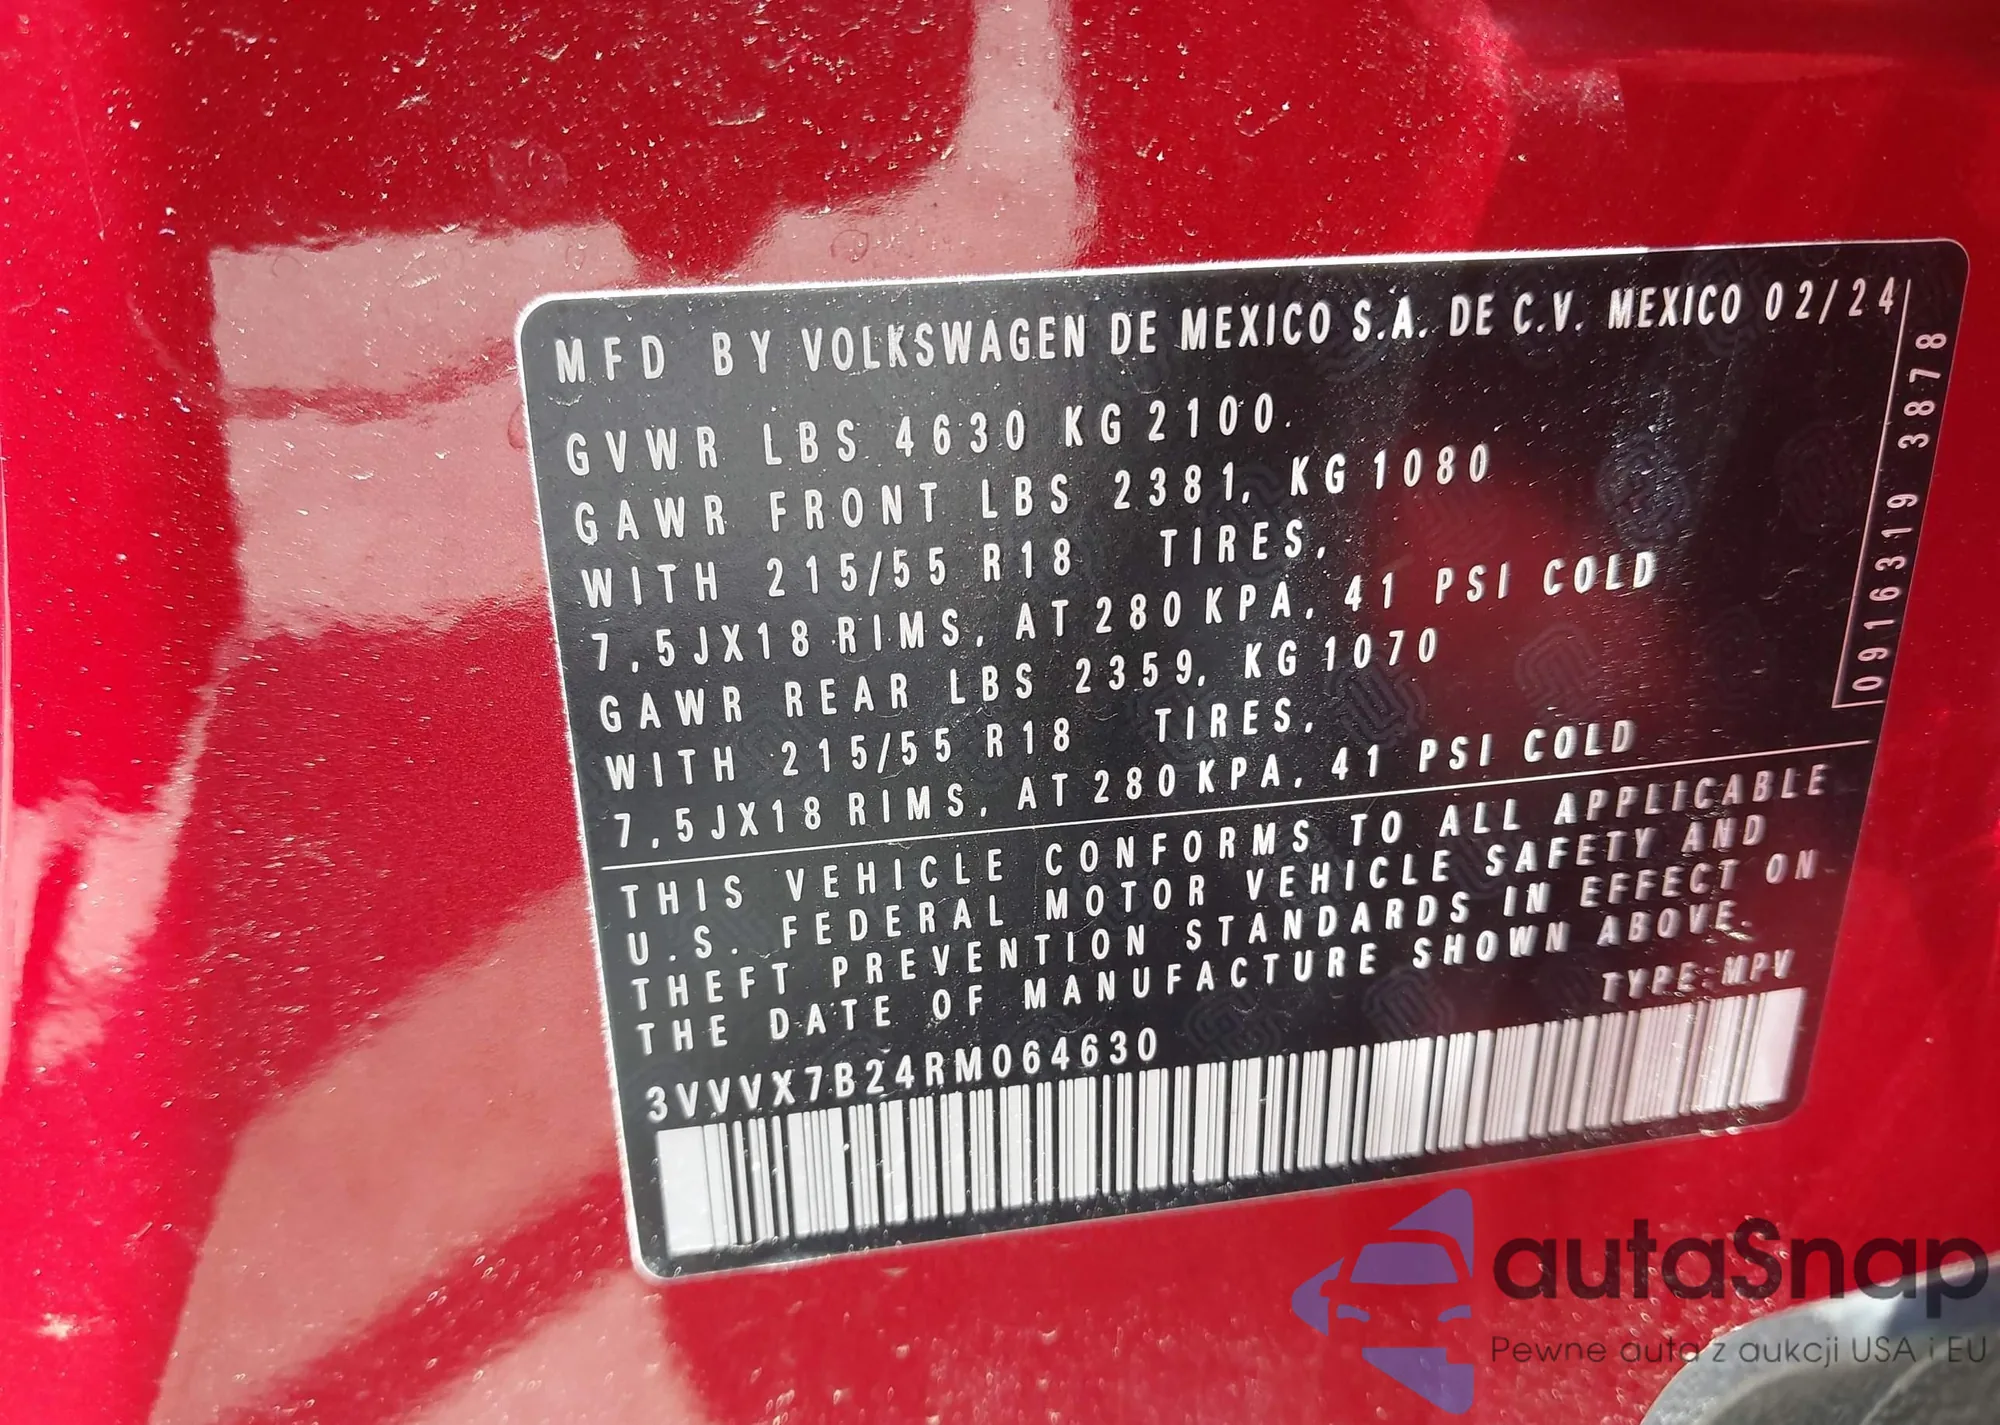 MFD BY VOLKSWAGEN DE MEXICO S.A. DE C.V. MEXICO 02/24
GVWR LBS 4630 KG 2100.
GAWR FRONT LBS 2381, KG 1080
WITH 215/55 R18 TIRES,
7,5JX18 RIMS, AT 280 KPA, 41 PSI COLD
GAWR REAR LBS 2359, KG 1070
WITH 215/55 R18 TIRES,
7,5JX18 RIMS, AT 280 KPA, 41 PSI COLD
0916319 3878
THIS VEHICLE CONFORMS TO ALL APPLICABLE
U.S. FEDERAL MOTOR VEHICLE SAFETY AND
THEFT PREVENTION STANDARDS IN EFFECT ON
THE DATE OF MANUFACTURE SHOWN ABOVE.
TYPE:MPV
3VVVX7B24RM064630
autaSnap
Pewne auta z aukcji USA i EU